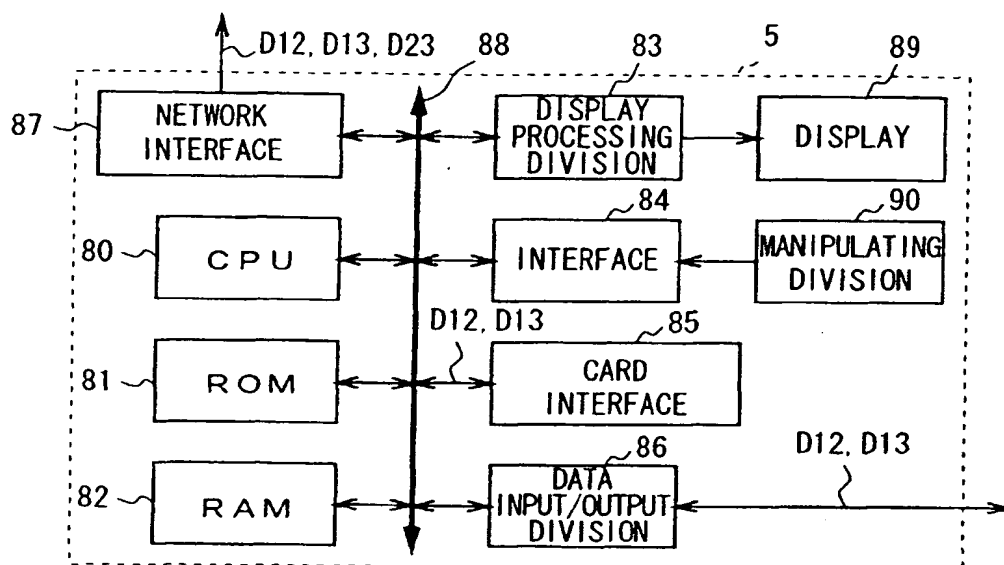 D12, D13, D23
88
83
5
89
87
NETWORK
INTERFACE
DISPLAY
PROCESSING
DIVISION
DISPLAY
80
CPU
84
INTERFACE
90
MANIPULATING
DIVISION
D12, D13
81
ROM
85
CARD
INTERFACE
82
RAM
86
DATA
INPUT/OUTPUT
DIVISION
D12, D13